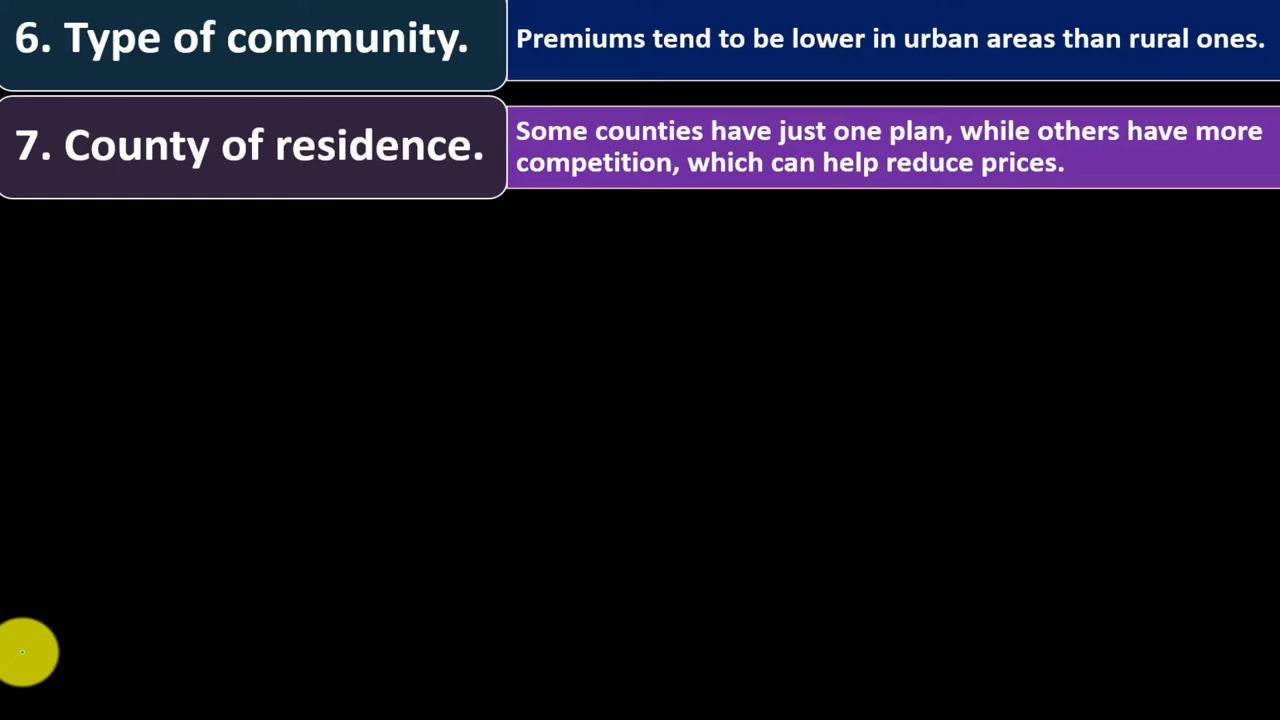 6. Type of community.
Premiums tend to be lower in urban areas than rural ones.
7. County of residence.
Some counties have just one plan, while others have more
competition, which can help reduce prices.